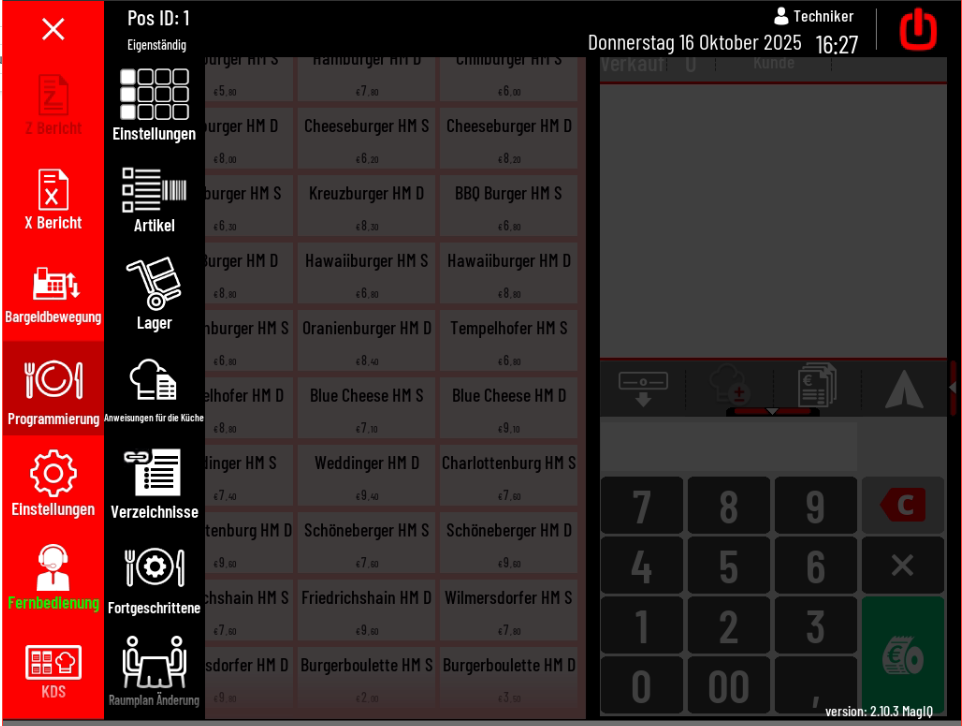 Pos ID: 1
Eigenständig
Techniker
Donnerstag 16 Oktober 2025 16:27
Z Bericht
X Bericht
Bargeldbewegung
Programmierung
EInstellungen
Fernbedienung
KDS
EInstellungen
Artikel
Lager
Anweisungen für die Küche
Verzeichnisse
Fortgeschrittene
Raumplan Änderung
Hamburger HM D
Chiliburger HM S
€5.80
€7.80
€6.00
burger HM D
Cheeseburger HM S
Cheeseburger HM D
€8.00
€6.20
€8.20
burger HM S
Kreuzburger HM D
BBQ Burger HM S
€6.30
€8.30
€6.80
Burger HM D
Hawaiiburger HM S
Hawaiiburger HM D
€8.80
€6.80
€8.80
nburger HM S
Oranienburger HM D
Tempelhofer HM S
€6.80
€8.40
€6.80
elhofer HM D
Blue Cheese HM S
Blue Cheese HM D
€8.80
€7.10
€9.10
dinger HM S
Weddinger HM D
Charlottenburg HM S
€7.40
€9.40
€7.60
tenburg HM D
Schöneberger HM S
Schöneberger HM D
€9.60
€7.60
€9.60
chshain HM S
Friedrichshain HM D
Wilmersdorfer HM S
€7.60
€9.60
€7.80
sdorfer HM D
Burgerboulette HM S
Burgerboulette HM D
€9.80
€2.90
Verkauf 0 Kunde
7 8 9 C
4 5 6 ×
1 2 3
0 00 ,
version: 2.10.3 MagIQ